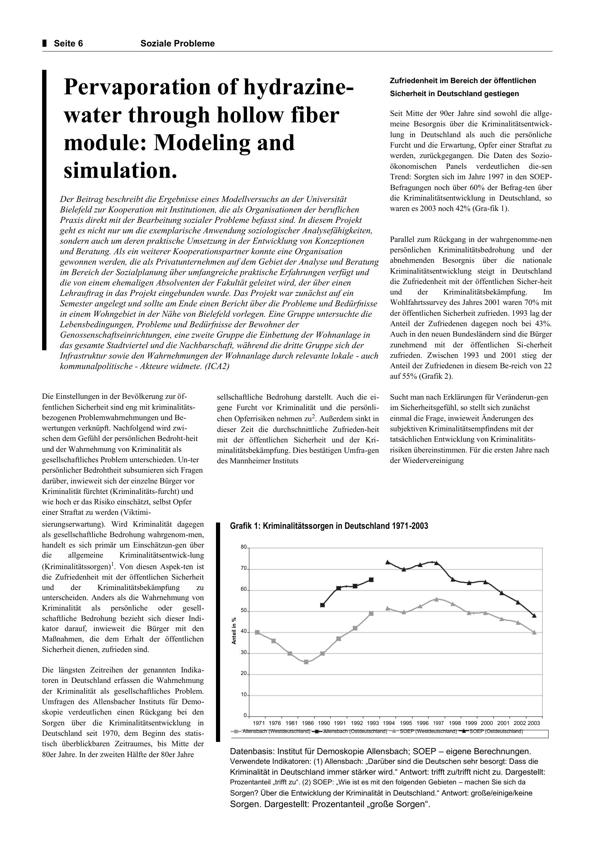 Seite 6
Soziale Probleme
Pervaporation of hydrazine-
water through hollow fiber
module: Modeling and
simulation.
Der Beitrag beschreibt die Ergebnisse eines Modellversuchs an der Universität
Bielefeld zur Kooperation mit Institutionen, die als Organisationen der beruflichen
Praxis direkt mit der Bearbeitung sozialer Probleme befasst sind. In diesem Projekt
geht es nicht nur um die exemplarische Anwendung soziologischer Analysefähigkeiten,
sondern auch um deren praktische Umsetzung in der Entwicklung von Konzeptionen
und Beratung. Als ein weiterer Kooperationspartner konnte eine Organisation
gewonnen werden, die als Privatunternehmen auf dem Gebiet der Analyse und Beratung
im Bereich der Sozialplanung über umfangreiche praktische Erfahrungen verfügt und
die von einem ehemaligen Absolventen der Fakultät geleitet wird, der über einen
Lehrauftrag in das Projekt eingebunden wurde. Das Projekt war zunächst auf ein
Semester angelegt und sollte am Ende einen Bericht über die Probleme und Bedürfnisse
in einem Wohngebiet in der Nähe von Bielefeld vorlegen. Eine Gruppe untersuchte die
Lebensbedingungen, Probleme und Bedürfnisse der Bewohner der
Genossenschaftseinrichtungen, eine zweite Gruppe die Einbettung der Wohnanlage in
das gesamte Stadtviertel und die Nachbarschaft, während die dritte Gruppe sich der
Infrastruktur sowie den Wahrnehmungen der Wohnanlage durch relevante lokale - auch
kommunalpolitische - Akteure widmete. (ICA2)
Die Einstellungen in der Bevölkerung zur öf-
fentlichen Sicherheit sind eng mit kriminalitäts-
bezogenen Problemwahrnehmungen und Be-
wertungen verknüpft. Nachfolgend wird zwi-
schen dem Gefühl der persönlichen Bedroht-heit
und der Wahrnehmung von Kriminalität als
gesellschaftliches Problem unterschieden. Un-ter
persönlicher Bedrohtheit subsumieren sich Fragen
darüber, inwieweit sich der einzelne Bürger vor
Kriminalität fürchtet (Kriminalitäts-furcht) und
wie hoch er das Risiko einschätzt, selbst Opfer
einer Straftat zu werden (Viktimi-
sierungserwartung). Wird Kriminalität dagegen
als gesellschaftliche Bedrohung wahrgenom-men,
handelt es sich primär um Einschätzun-gen über
die allgemeine Kriminalitätsentwick-lung
(Kriminalitätssorgen)1. Von diesen Aspek-ten ist
die Zufriedenheit mit der öffentlichen Sicherheit
und der Kriminalitätsbekämpfung zu
unterscheiden. Anders als die Wahrnehmung von
Kriminalität als persönliche oder gesell-
schaftliche Bedrohung bezieht sich dieser Indi-
kator darauf, inwieweit die Bürger mit den
Maßnahmen, die dem Erhalt der öffentlichen
Sicherheit dienen, zufrieden sind.
Die längsten Zeitreihen der genannten Indika-
toren in Deutschland erfassen die Wahrnehmung
der Kriminalität als gesellschaftliches Problem.
Umfragen des Allensbacher Instituts für Demo-
skopie verdeutlichen einen Rückgang bei den
Sorgen über die Kriminalitätsentwicklung in
Deutschland seit 1970, dem Beginn des statis-
tisch überblickbaren Zeitraumes, bis Mitte der
80er Jahre. In der zweiten Hälfte der 80er Jahre
sellschaftliche Bedrohung darstellt. Auch die ei-
gene Furcht vor Kriminalität und die persönli-
chen Opferrisiken nehmen zu2. Außerdem sinkt in
dieser Zeit die durchschnittliche Zufrieden-heit
mit der öffentlichen Sicherheit und der Kri-
minalitätsbekämpfung. Dies bestätigen Umfra-gen
des Mannheimer Instituts
Zufriedenheit im Bereich der öffentlichen
Sicherheit in Deutschland gestiegen
Seit Mitte der 90er Jahre sind sowohl die allge-
meine Besorgnis über die Kriminalitätsentwick-
lung in Deutschland als auch die persönliche
Furcht und die Erwartung, Opfer einer Straftat zu
werden, zurückgegangen. Die Daten des Sozio-
ökonomischen Panels verdeutlichen die-sen
Trend: Sorgten sich im Jahre 1997 in den SOEP-
Befragungen noch über 60% der Befrag-ten über
die Kriminalitätsentwicklung in Deutschland, so
waren es 2003 noch 42% (Gra-fik 1).
Parallel zum Rückgang in der wahrgenomme-nen
persönlichen Kriminalitätsbedrohung und der
abnehmenden Besorgnis über die nationale
Kriminalitätsentwicklung steigt in Deutschland
die Zufriedenheit mit der öffentlichen Sicher-heit
und der Kriminalitätsbekämpfung. Im
Wohlfahrtssurvey des Jahres 2001 waren 70% mit
der öffentlichen Sicherheit zufrieden. 1993 lag der
Anteil der Zufriedenen dagegen noch bei 43%.
Auch in den neuen Bundesländern sind die Bürger
zunehmend mit der öffentlichen Si-cherheit
zufrieden. Zwischen 1993 und 2001 stieg der
Anteil der Zufriedenen in diesem Be-reich von 22
auf 55% (Grafik 2).
Sucht man nach Erklärungen für Veränderun-gen
im Sicherheitsgefühl, so stellt sich zunächst
einmal die Frage, inwieweit Änderungen des
subjektiven Kriminalitätsempfindens mit der
tatsächlichen Entwicklung von Kriminalitäts-
risiken übereinstimmen. Für die ersten Jahre nach
der Wiedervereinigung
Grafik 1: Kriminalitätssorgen in Deutschland 1971-2003
Anteil in %
80
70
60
50
40
30
20
10
0
1971 1976 1981 1986 1990 1991 1992 1993 1994 1995 1996 1997 1998 1999 2000 2001 2002 2003
Allensbach (Westdeutschland) Allensbach (Ostdeutschland) SOEP (Westdeutschland) SOEP (Ostdeutschland)
Datenbasis: Institut für Demoskopie Allensbach; SOEP – eigene Berechnungen.
Verwendete Indikatoren: (1) Allensbach: „Darüber sind die Deutschen sehr besorgt: Dass die
Kriminalität in Deutschland immer stärker wird.“ Antwort: trifft zu/trifft nicht zu. Dargestellt:
Prozentanteil „trifft zu“. (2) SOEP: „Wie ist es mit den folgenden Gebieten – machen Sie sich da
Sorgen? Über die Entwicklung der Kriminalität in Deutschland.“ Antwort: große/einige/keine
Sorgen. Dargestellt: Prozentanteil „große Sorgen“.